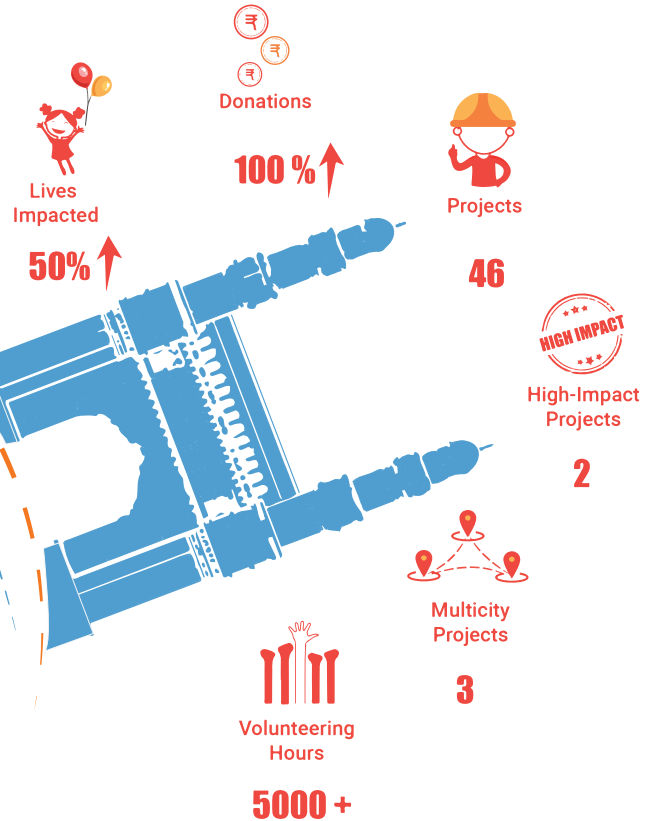 ₹
₹
₹
Donations
100 %
Lives
Impacted
50%
Projects
46
HIGH IMPACT
High-Impact
Projects
2
Multicity
Projects
3
Volunteering
Hours
5000 +